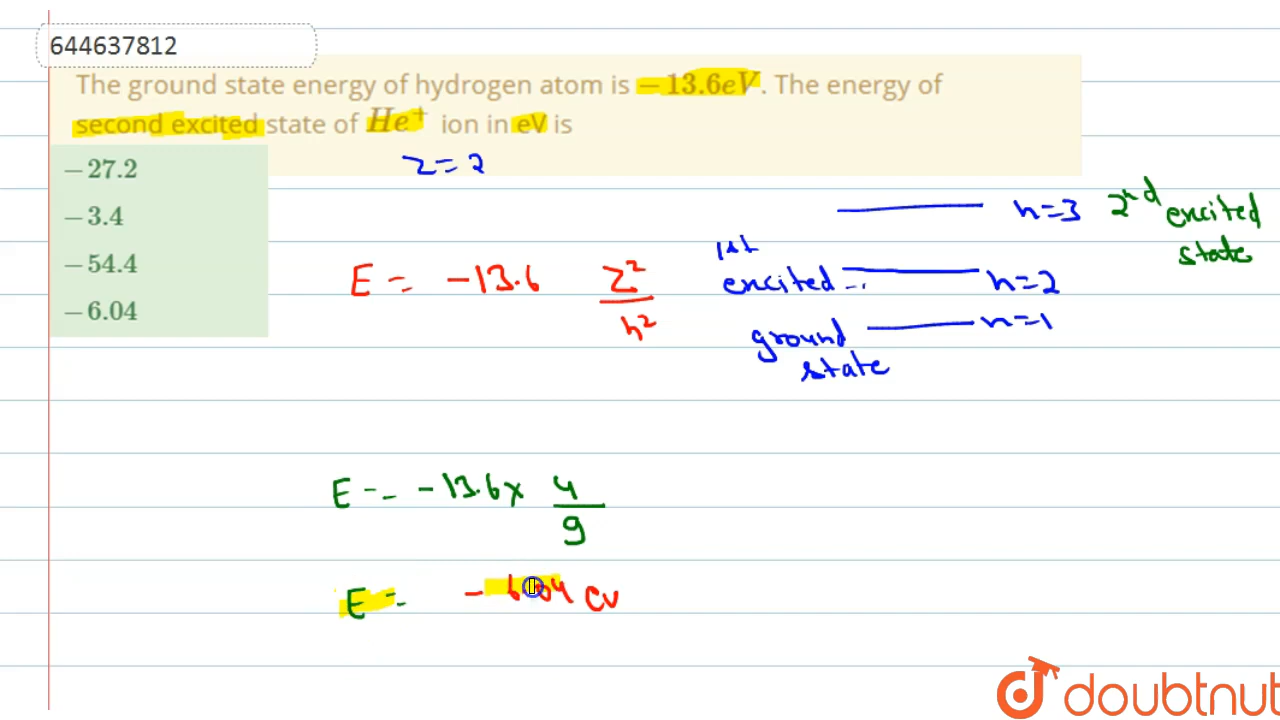 644637812
The ground state energy of hydrogen atom is −13.6eV. The energy of
second excited state of He⁺ ion in eV is
−27.2
−3.4
−54.4
−6.04
Z=2
n=3 2nd excited state
1st excited n=2
ground state n=1
E = −13.6 Z²/n²
E = −13.6 × 4/9
E = −6.04 eV
doubtnut